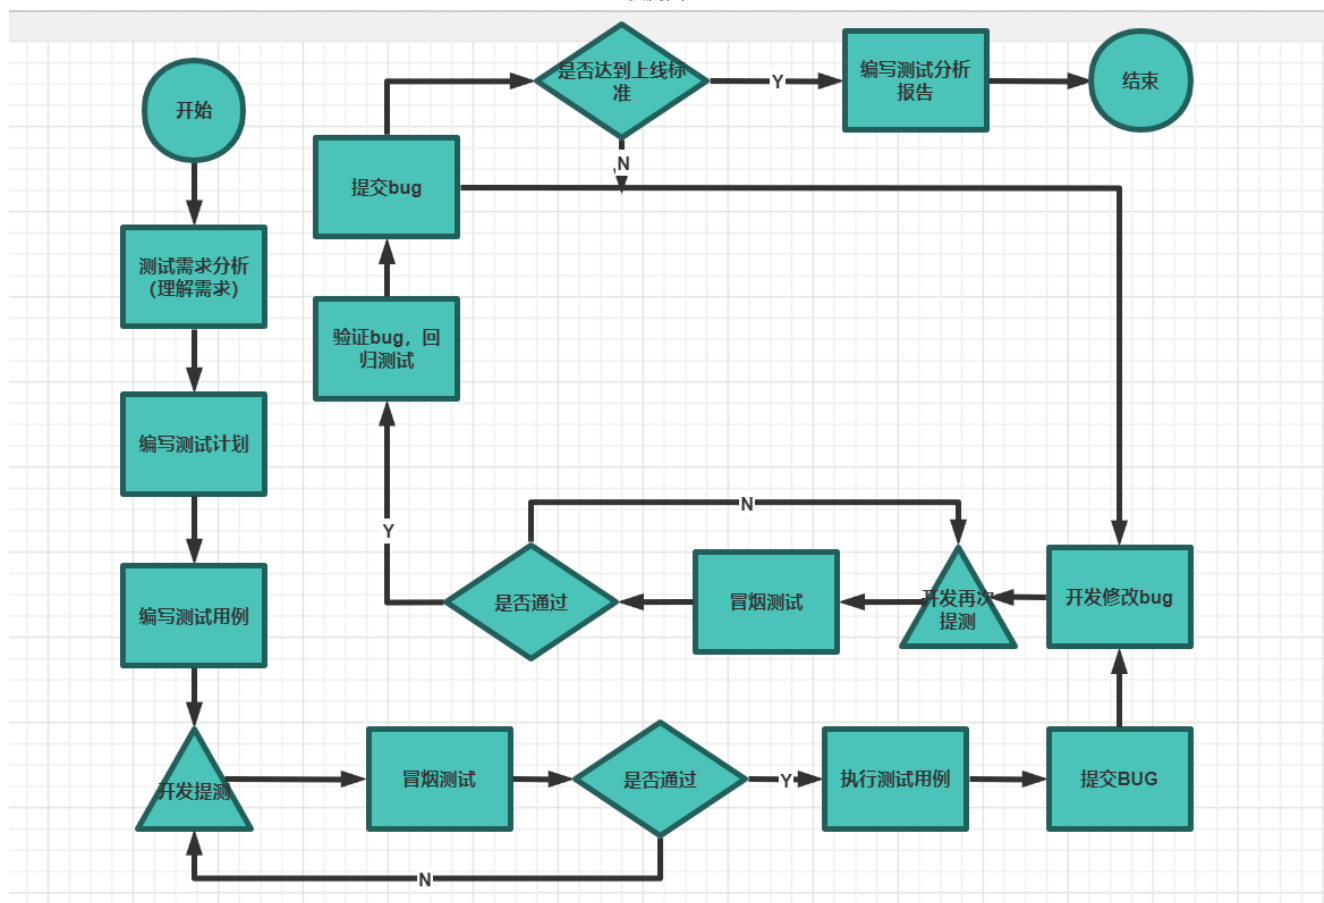 开始
测试需求分析
(理解需求)
编写测试计划
编写测试用例
开发提测
冒烟测试
是否通过
Y
N
执行测试用例
提交BUG
开发修改bug
开发再次
提测
冒烟测试
是否通过
N
Y
验证bug，回
归测试
提交bug
是否达到上线标
准
N
Y
编写测试分析
报告
结束